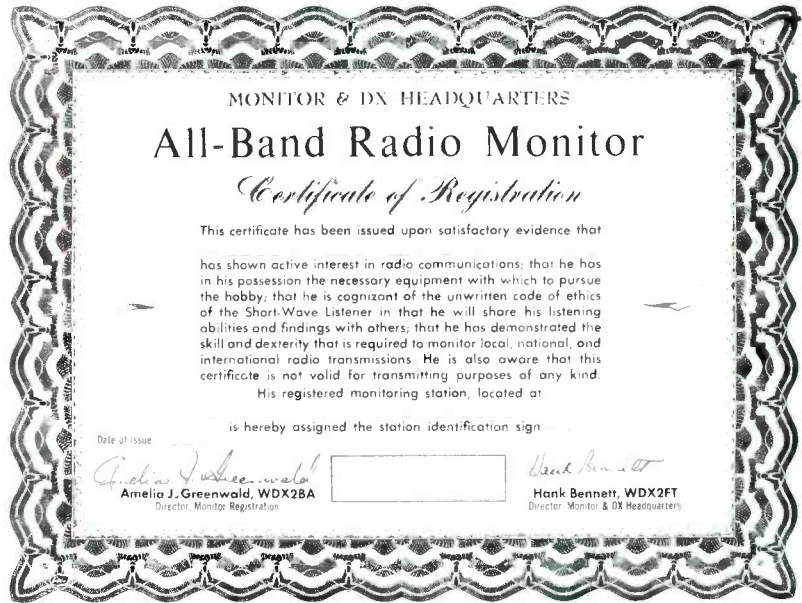 MONITOR & DX HEADQUARTERS
All-Band Radio Monitor
Certificate of Registration
This certificate has been issued upon satisfactory evidence that
has shown active interest in radio communications; that he has
in his possession the necessary equipment with which to pursue
the hobby; that he is cognizant of the unwritten code of ethics
of the Short-Wave Listener in that he will share his listening
abilities and findings with others; that he has demonstrated the
skill and dexterity that is required to monitor local, national, and
international radio transmissions. He is also aware that this
certificate is not valid for transmitting purposes of any kind.
His registered monitoring station, located at
is hereby assigned the station identification sign
Date of Issue
Amelia J. Greenwald
Hank Bennett
Amelia J. Greenwald, WDX2BA
Hank Bennett, WDX2FT
Director, Monitor Registration
Director Monitor & DX Headquarters